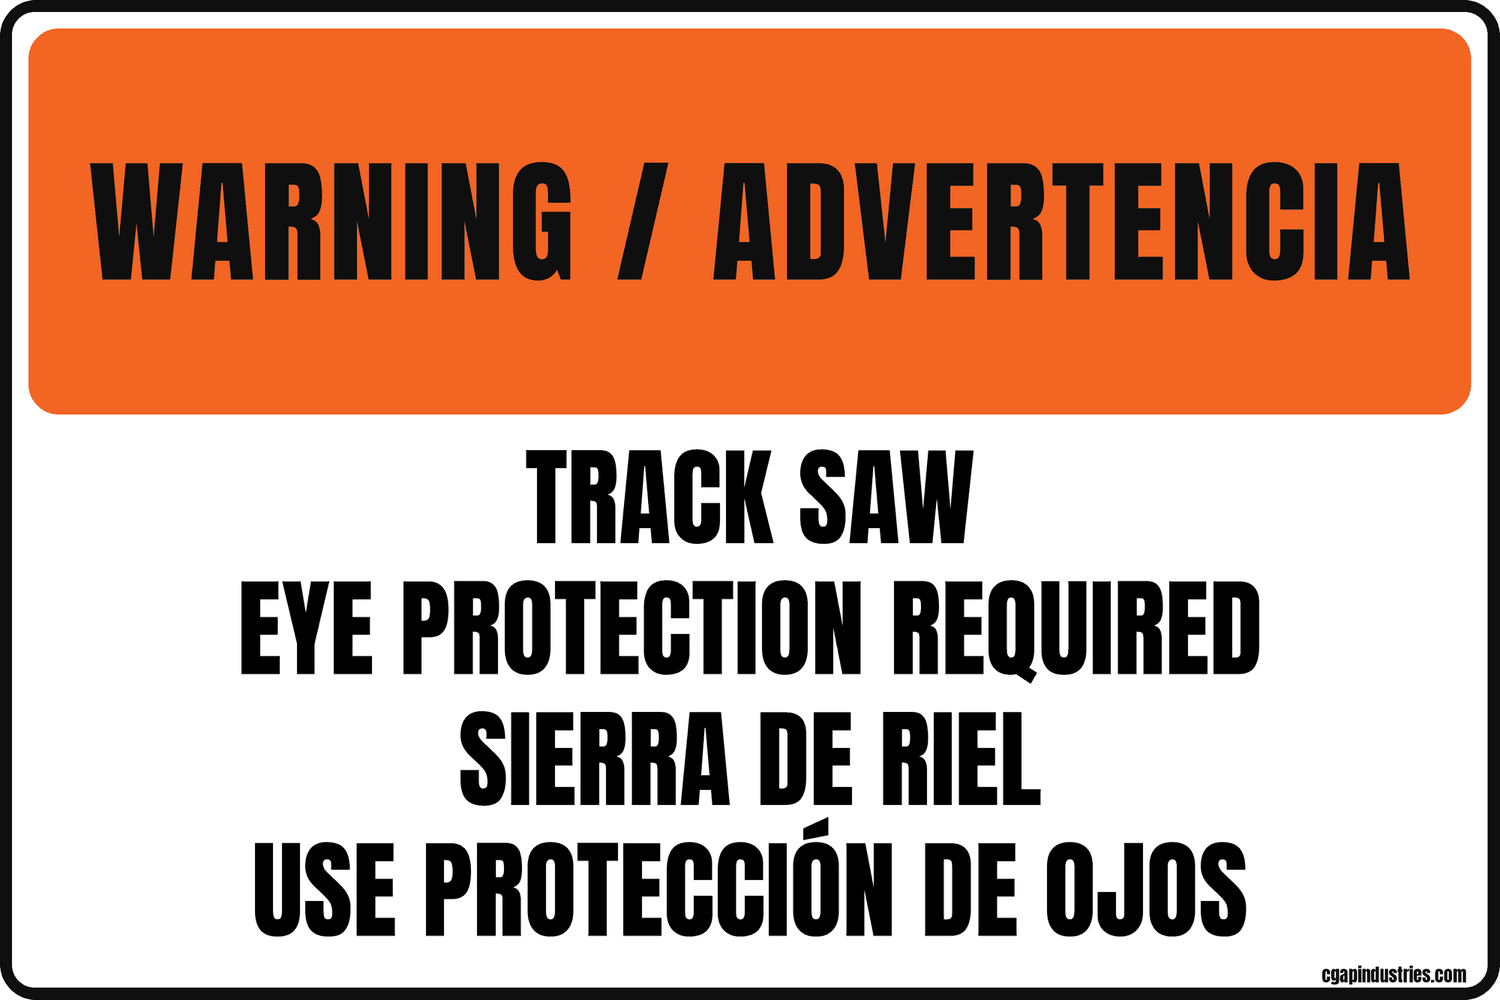 WARNING / ADVERTENCIA
TRACK SAW
EYE PROTECTION REQUIRED
SIERRA DE RIEL
USE PROTECCIÓN DE OJOS
cgapindustries.com